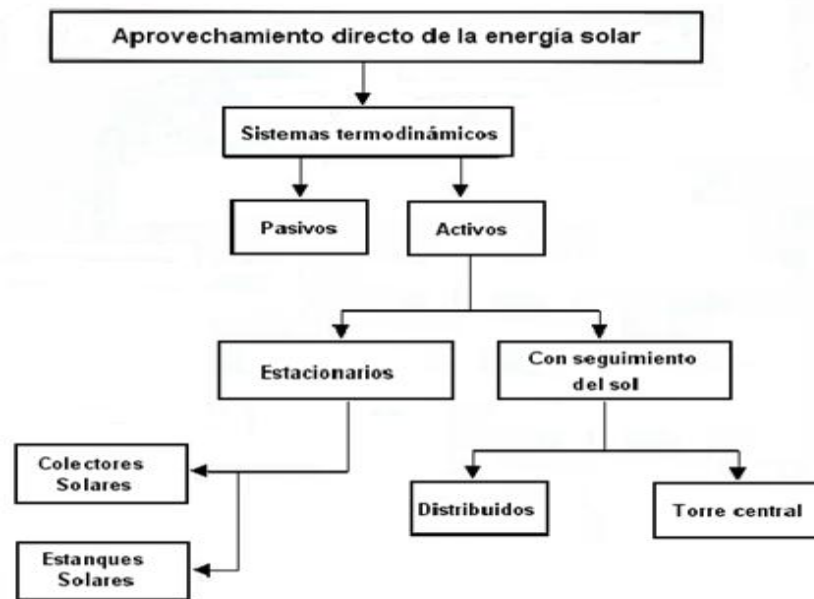 Aprovechamiento directo de la energía solar
Sistemas termodinámicos
Pasivos
Activos
Estacionarios
Con seguimiento
del sol
Colectores
Solares
Distribuidos
Torre central
Estanques
Solares